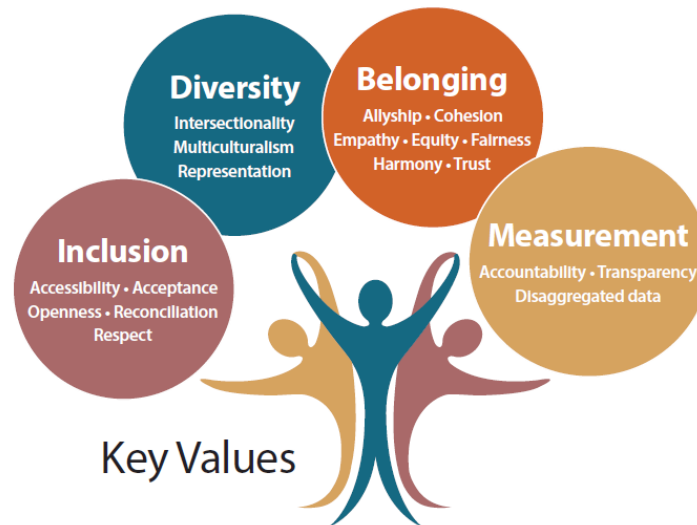 Diversity
Intersectionality
Multiculturalism
Representation
Belonging
Allyship • Cohesion
Empathy • Equity • Fairness
Harmony • Trust
Inclusion
Accessibility • Acceptance
Openness • Reconciliation
Respect
Measurement
Accountability • Transparency
Disaggregated data
Key Values